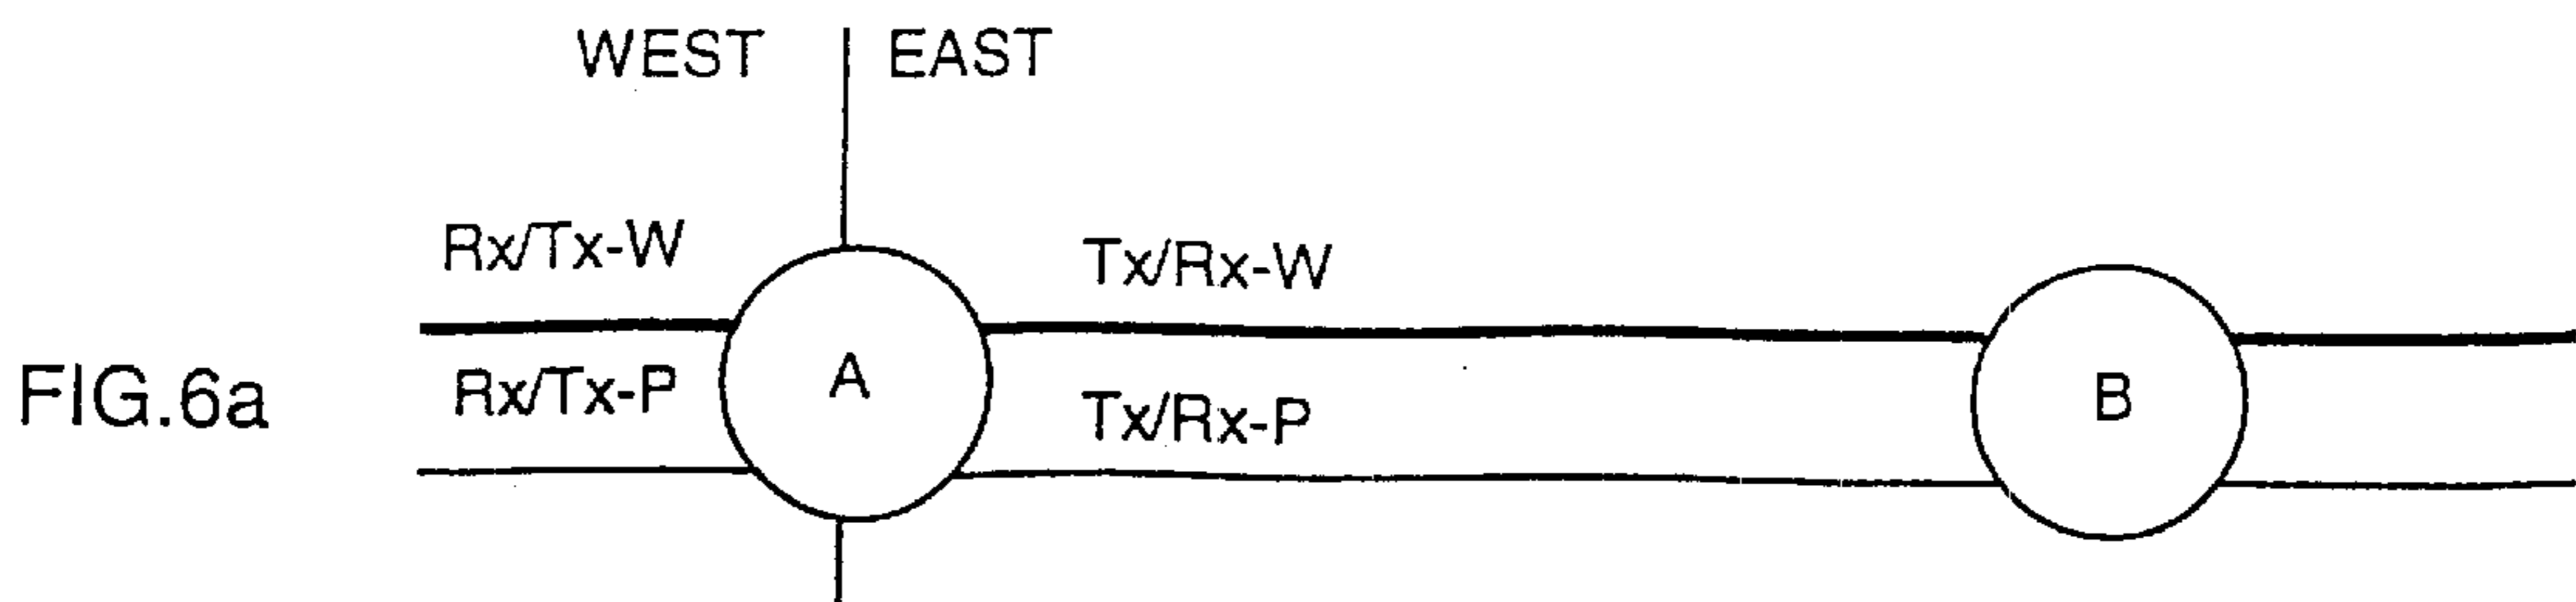 WEST EAST
Rx/Tx-W Tx/Rx-W
FIG.6a Rx/Tx-P A Tx/Rx-P B